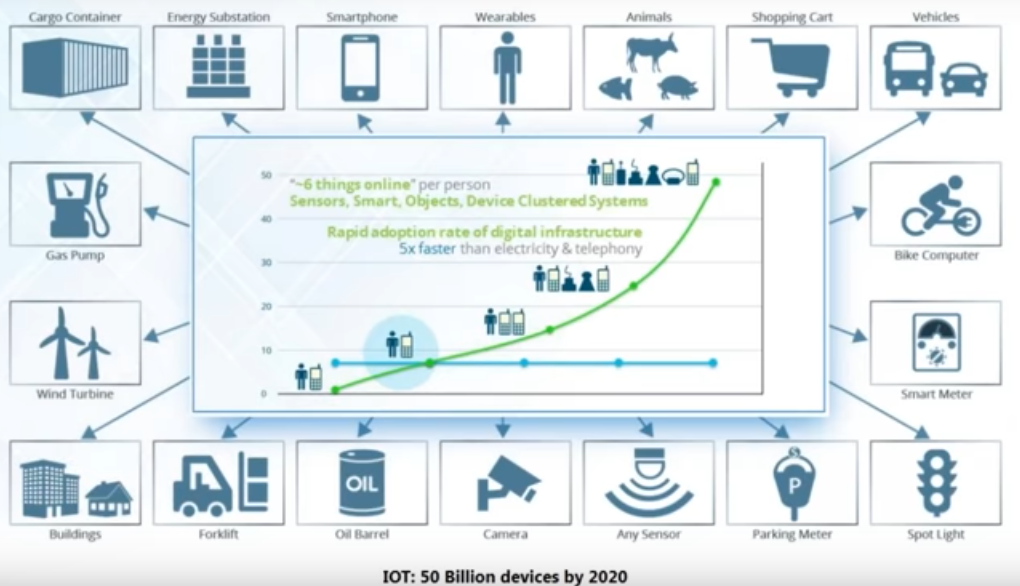 Cargo Container
Energy Substation
Smartphone
Wearables
Animals
Shopping Cart
Vehicles
50
"~6 things online" per person
Sensors, Smart, Objects, Device Clustered Systems
40
Rapid adoption rate of digital infrastructure
5x faster than electricity & telephony
30
20
10
0
Gas Pump
Bike Computer
Wind Turbine
Smart Meter
OIL
$
P
Buildings
Forklift
Oil Barrel
Camera
Any Sensor
Parking Meter
Spot Light
IOT: 50 Billion devices by 2020